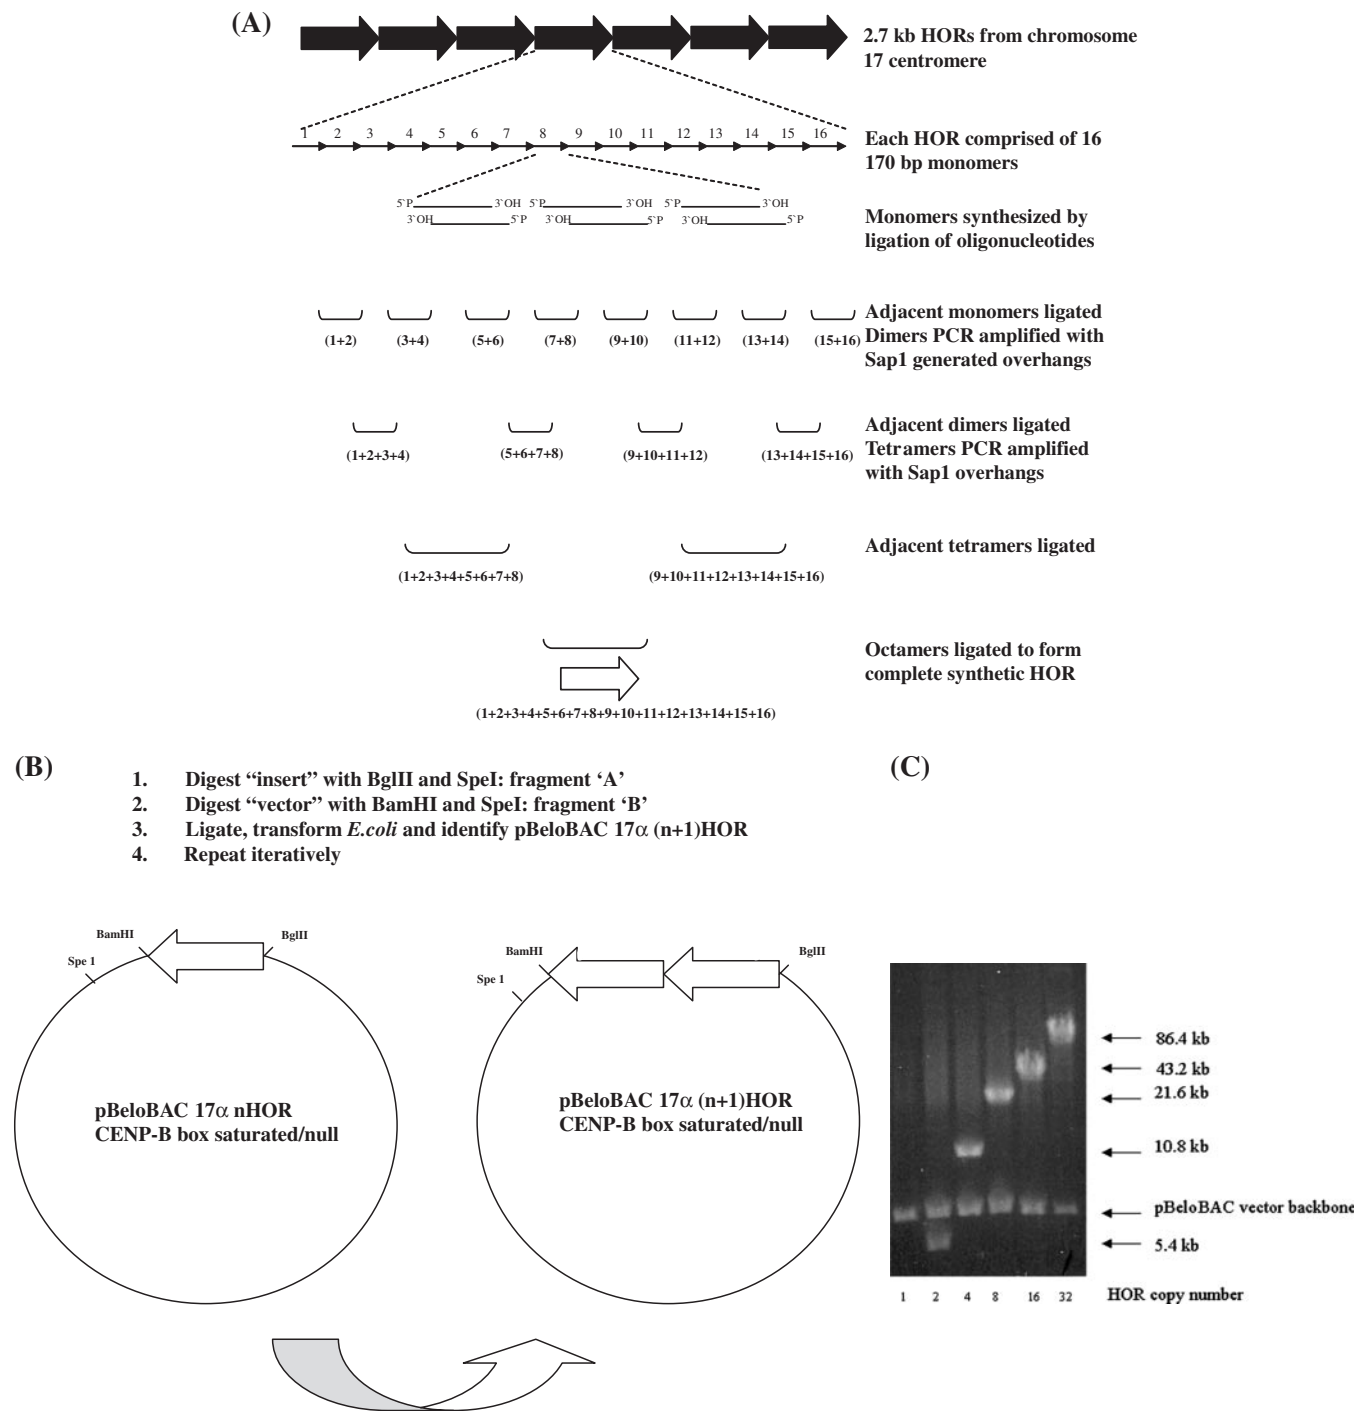 (A)
2.7 kb HORs from chromosome
17 centromere
1 2 3 4 5 6 7 8 9 10 11 12 13 14 15 16
Each HOR comprised of 16
170 bp monomers
5`P 3`OH 5`P 3`OH 5`P 3`OH
3`OH 5`P 3`OH 5`P 3`OH 5`P
Monomers synthesized by
ligation of oligonucleotides
Adjacent monomers ligated
Dimers PCR amplified with
Sap1 generated overhangs
(1+2) (3+4) (5+6) (7+8) (9+10) (11+12) (13+14) (15+16)
Adjacent dimers ligated
Tetramers PCR amplified
with Sap1 overhangs
(1+2+3+4) (5+6+7+8) (9+10+11+12) (13+14+15+16)
Adjacent tetramers ligated
(1+2+3+4+5+6+7+8) (9+10+11+12+13+14+15+16)
Octamers ligated to form
complete synthetic HOR
(1+2+3+4+5+6+7+8+9+10+11+12+13+14+15+16)
(B)
1. Digest “insert” with BglII and SpeI: fragment ‘A’
2. Digest “vector” with BamHI and SpeI: fragment ‘B’
3. Ligate, transform E.coli and identify pBeloBAC 17α (n+1)HOR
4. Repeat iteratively
BamHI
BglII
Spe 1
pBeloBAC 17α nHOR
CENP-B box saturated/null
BamHI
BglII
Spe 1
pBeloBAC 17α (n+1)HOR
CENP-B box saturated/null
(C)
86.4 kb
43.2 kb
21.6 kb
10.8 kb
pBeloBAC vector backbone
5.4 kb
1 2 4 8 16 32 HOR copy number